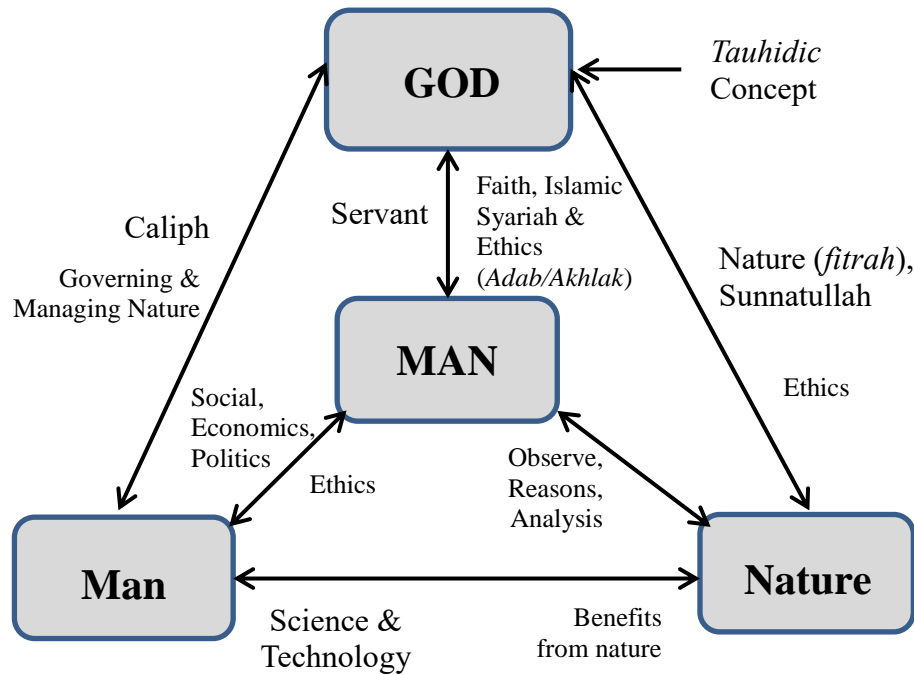 GOD
Tauhidic
Concept
Caliph
Governing &
Managing Nature
Servant
Faith, Islamic
Syariah &
Ethics
(Adab/Akhlak)
Nature (fitrah),
Sunnatullah
Ethics
MAN
Social,
Economics,
Politics
Ethics
Observe,
Reasons,
Analysis
Man
Nature
Science &
Technology
Benefits
from nature